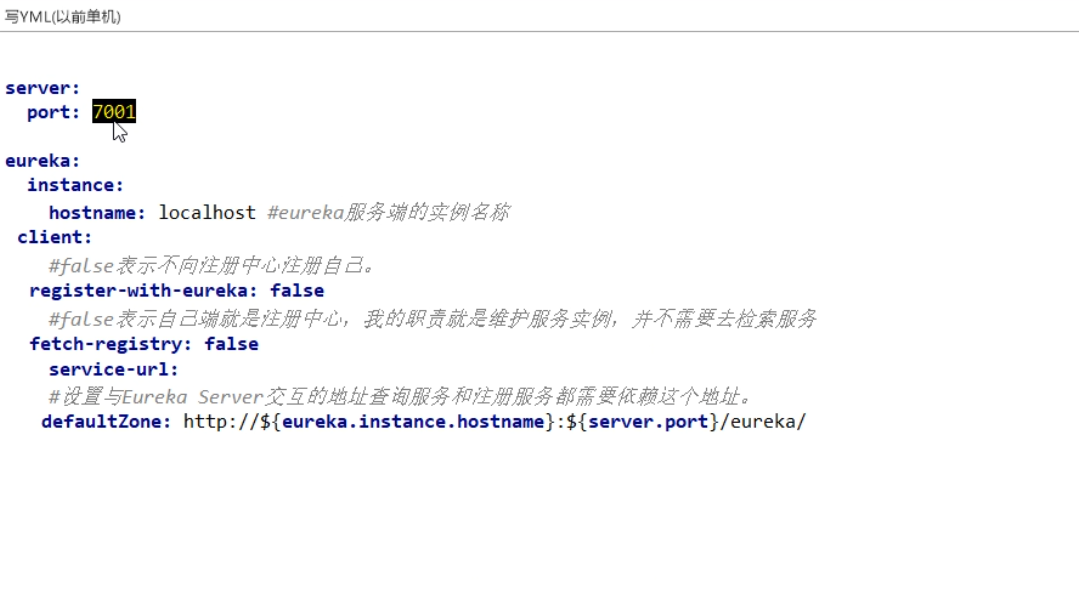 写YML(以前单机)
server:
port: 7001
eureka:
instance:
hostname: localhost #eureka服务端的实例名称
client:
#false表示不向注册中心注册自己。
register-with-eureka: false
#false表示自己端就是注册中心，我的职责就是维护服务实例，并不需要去检索服务
fetch-registry: false
service-url:
#设置与Eureka Server交互的地址查询服务和注册服务都需要依赖这个地址。
defaultZone: http://${eureka.instance.hostname}:${server.port}/eureka/